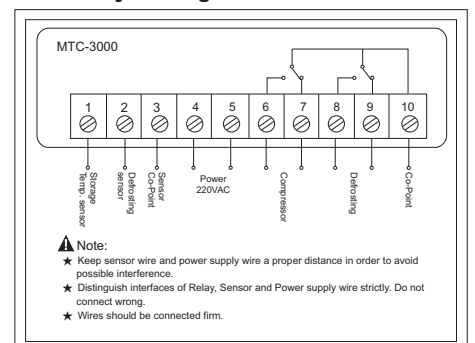 MTC-3000
1 2 3 4 5 6 7 8 9 10
Storage
Temp: sensor
Defrosting
sensor
Sensor
Co-Point
Power
220VAC
Compressor
Defrosting
Co-Point
Note:
★ Keep sensor wire and power supply wire a proper distance in order to avoid
possible interference.
★ Distinguish interfaces of Relay, Sensor and Power supply wire strictly. Do not
connect wrong.
★ Wires should be connected firm.